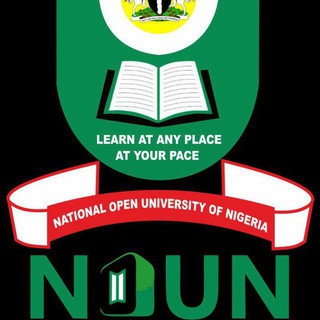 LEARN AT ANY PLACE
AT YOUR PACE
NATIONAL OPEN UNIVERSITY OF NIGERIA
NOUN